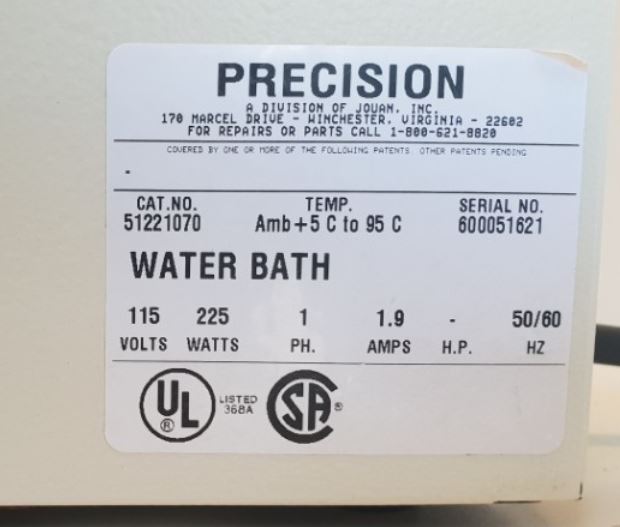 PRECISION
A DIVISION OF JOUAN, INC.
170 MARCEL DRIVE - WINCHESTER, VIRGINIA - 22602
FOR REPAIRS OR PARTS CALL 1-800-621-8820
COVERED BY ONE OR MORE OF THE FOLLOWING PATENTS. OTHER PATENTS PENDING
CAT.NO. TEMP. SERIAL NO.
51221070 Amb+5 C to 95 C 600051621
WATER BATH
115 225 1 1.9 - 50/60
VOLTS WATTS PH. AMPS H.P. HZ
UL ® LISTED 368A SA ®